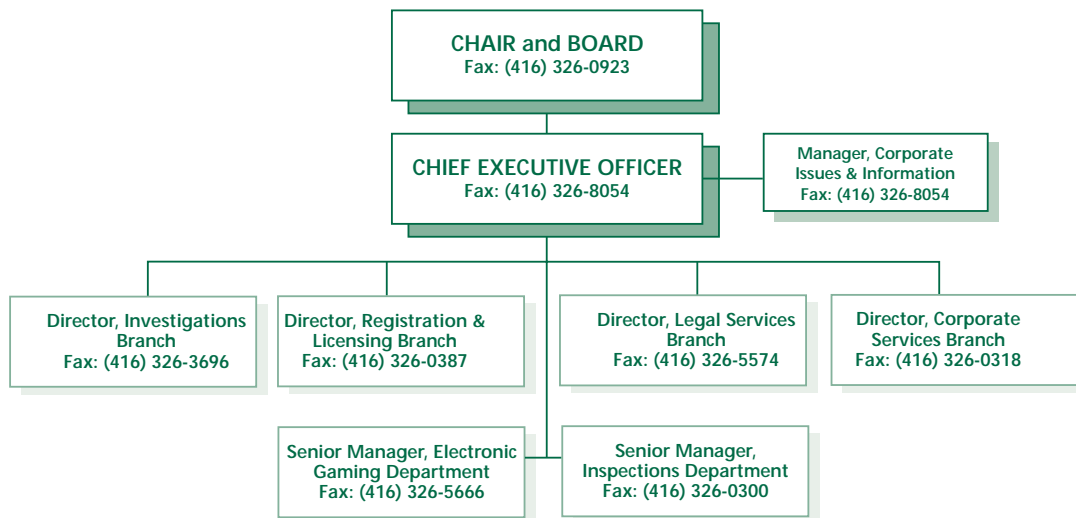 CHAIR and BOARD
Fax: (416) 326-0923
CHIEF EXECUTIVE OFFICER
Fax: (416) 326-8054
Manager, Corporate
Issues & Information
Fax: (416) 326-8054
Director, Investigations
Branch
Fax: (416) 326-3696
Director, Registration &
Licensing Branch
Fax: (416) 326-0387
Director, Legal Services
Branch
Fax: (416) 326-5574
Director, Corporate
Services Branch
Fax: (416) 326-0318
Senior Manager, Electronic
Gaming Department
Fax: (416) 326-5666
Senior Manager,
Inspections Department
Fax: (416) 326-0300